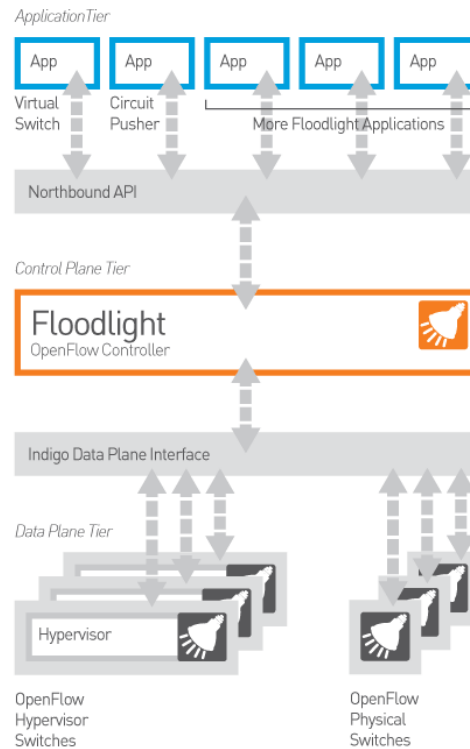 ApplicationTier
App App App App App
Virtual
Switch
Circuit
Pusher
More Floodlight Applications
Northbound API
Control Plane Tier
Floodlight
OpenFlow Controller
Indigo Data Plane Interface
Data Plane Tier
Hypervisor
OpenFlow
Hypervisor
Switches
OpenFlow
Physical
Switches